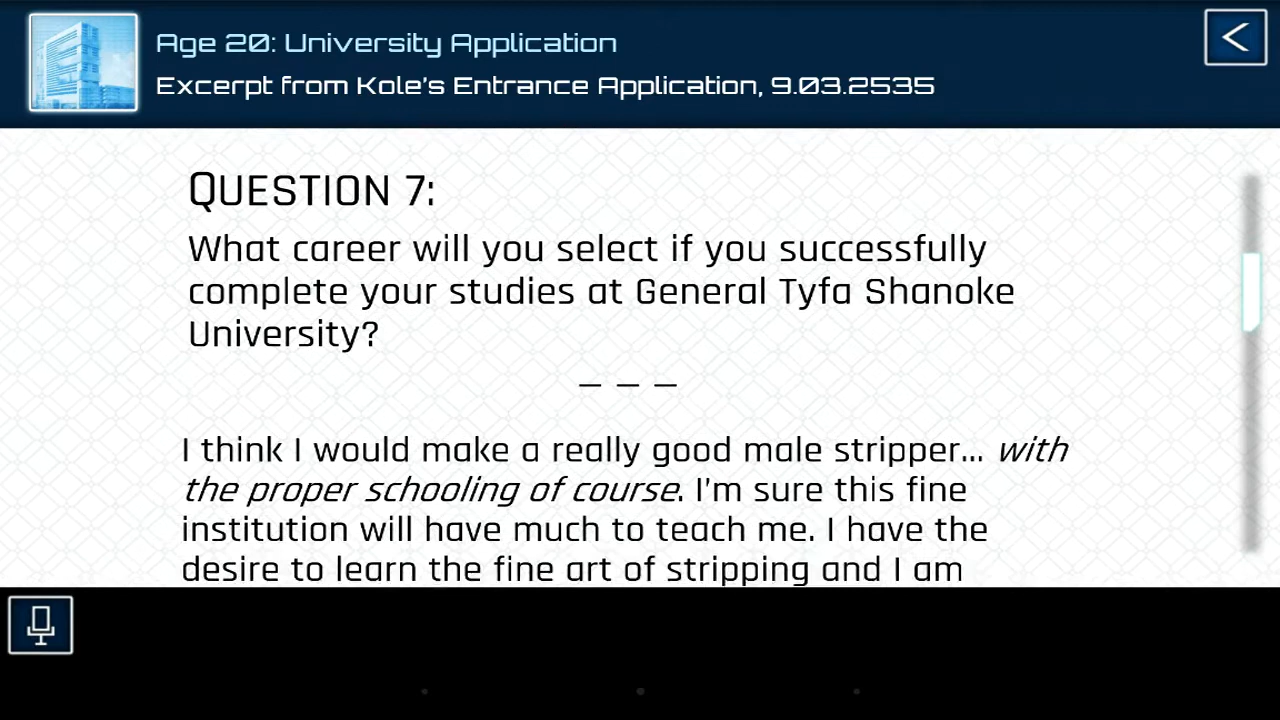 Age 20: University Application
Excerpt from Kole's Entrance Application, 9.03.2535
QUESTION 7:
What career will you select if you successfully
complete your studies at General Tyfa Shanoke
University?
— — —
I think I would make a really good male stripper... with
the proper schooling of course. I'm sure this fine
institution will have much to teach me. I have the
desire to learn the fine art of stripping and I am